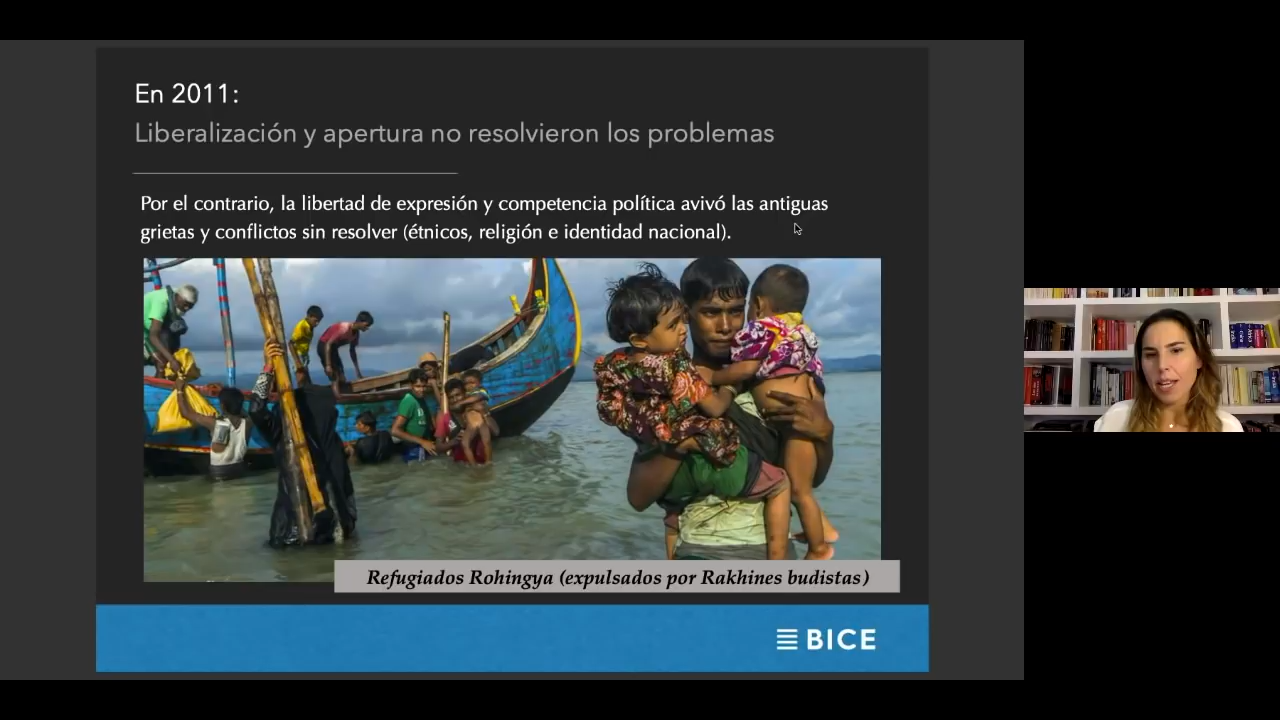 En 2011:
Liberalización y apertura no resolvieron los problemas
Por el contrario, la libertad de expresión y competencia política avivó las antiguas
grietas y conflictos sin resolver (étnicos, religión e identidad nacional).
Refugiados Rohingya (expulsados por Rakhines budistas)
BICE